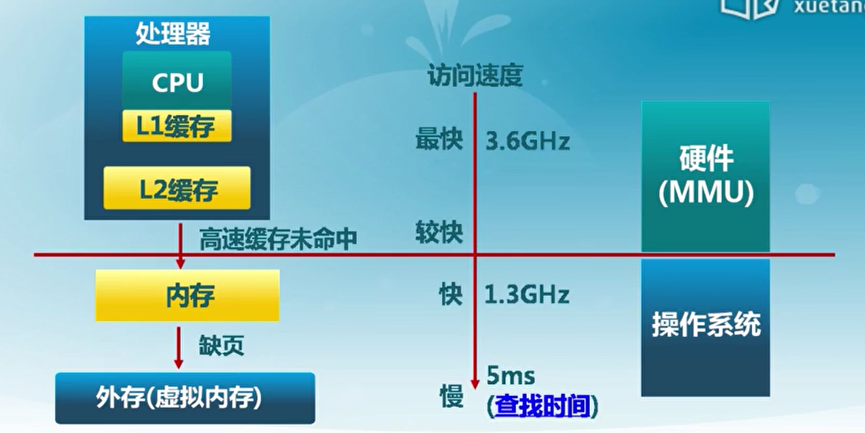 xuetan
处理器
CPU
L1缓存
L2缓存
高速缓存未命中
内存
缺页
外存(虚拟内存)
访问速度
最快 3.6GHz
较快
快 1.3GHz
慢 5ms
(查找时间)
硬件
(MMU)
操作系统